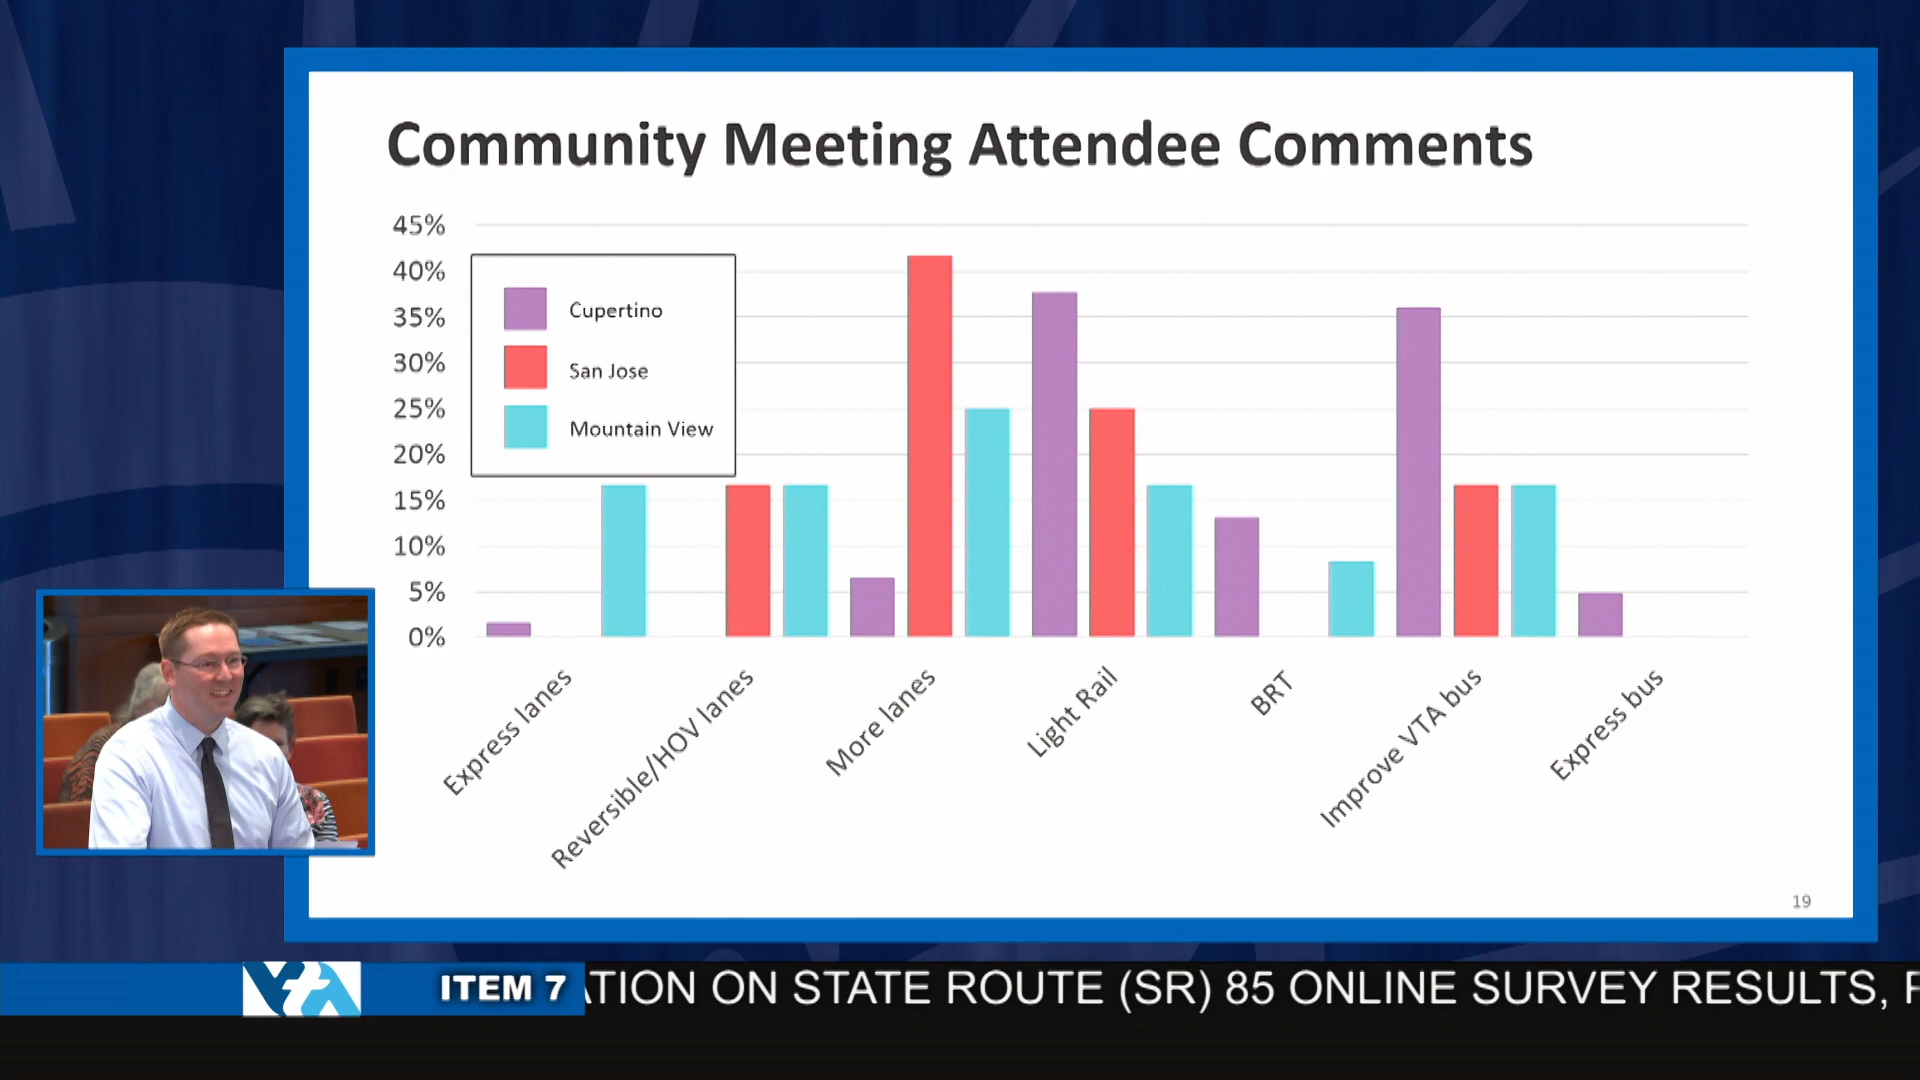 Community Meeting Attendee Comments
45%
40%
35%
30%
25%
20%
15%
10%
5%
0%
Cupertino
San Jose
Mountain View
Express lanes
Reversible/HOV lanes
More lanes
Light Rail
BRT
Improve VTA bus
Express bus
19
VTA
ITEM 7
ATION ON STATE ROUTE (SR) 85 ONLINE SURVEY RESULTS,